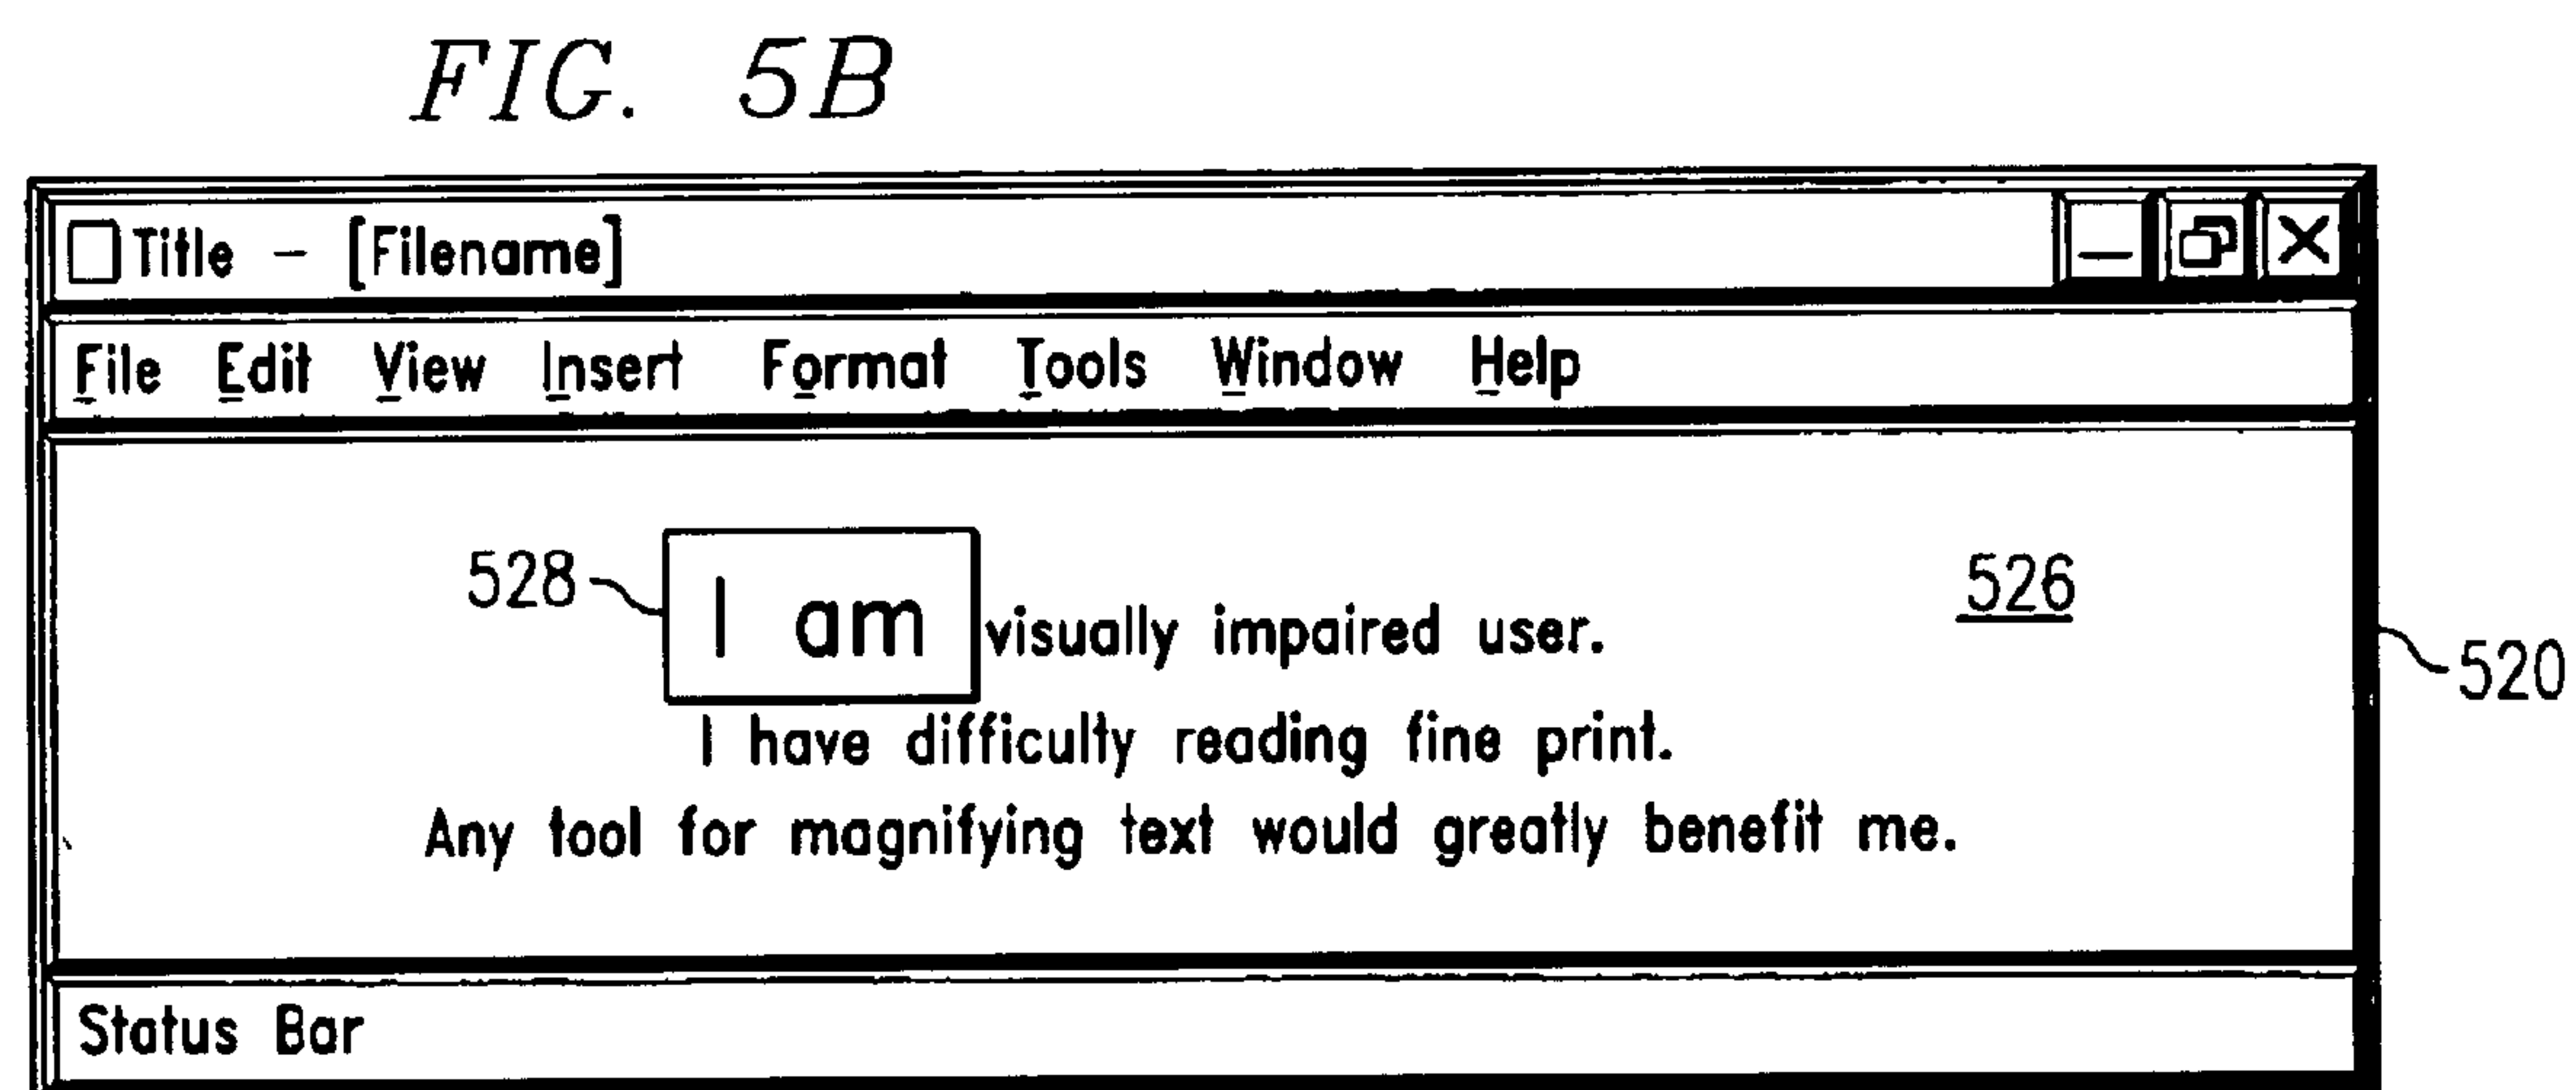 FIG. 5B
Title - [Filename]
File Edit View Insert Format Tools Window Help
528 I am visually impaired user. 526
520
I have difficulty reading fine print.
Any tool for magnifying text would greatly benefit me.
Status Bar